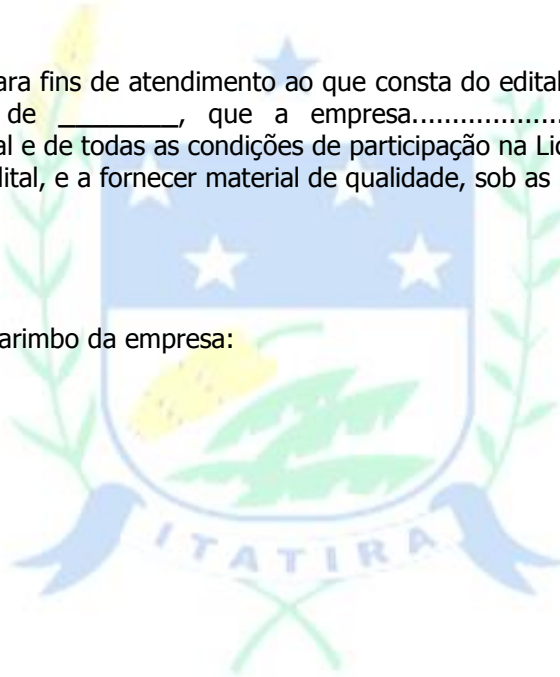 ara fins de atendimento ao que consta do edital
de ________, que a empresa...................
al e de todas as condições de participação na Lic
dital, e a fornecer material de qualidade, sob as
arimbo da empresa:
ITATIRA